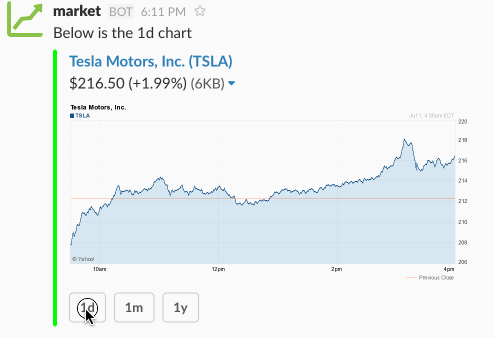 market BOT 6:11 PM
Below is the 1d chart
Tesla Motors, Inc. (TSLA)
$216.50 (+1.99%) (6KB)
Tesla Motors, Inc.
TSLA
Jul 1, 4:00am EDT
220
218
216
214
212
210
208
206
© Yahoo!
10am 12pm 2pm 4pm
Previous Close
1d 1m 1y